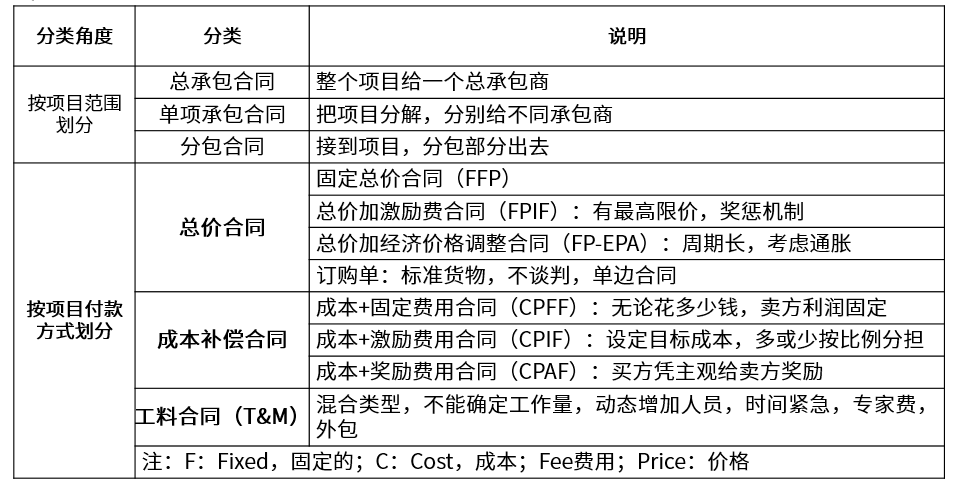 分类角度 分类 说明
按项目范围
划分
总承包合同 整个项目给一个总承包商
单项承包合同 把项目分解，分别给不同承包商
分包合同 接到项目，分包部分出去
按项目付款
方式划分
总价合同
固定总价合同（FFP）
总价加激励费合同（FPIF）：有最高限价，奖惩机制
总价加经济价格调整合同（FP-EPA）：周期长，考虑通胀
订购单：标准货物，不谈判，单边合同
成本补偿合同
成本+固定费用合同（CPFF）：无论花多少钱，卖方利润固定
成本+激励费用合同（CPIF）：设定目标成本，多或少按比例分担
成本+奖励费用合同（CPAF）：买方凭主观给卖方奖励
工料合同（T&M）
混合类型，不能确定工作量，动态增加人员，时间紧急，专家费，
外包
注：F：Fixed，固定的；C：Cost，成本；Fee费用；Price：价格